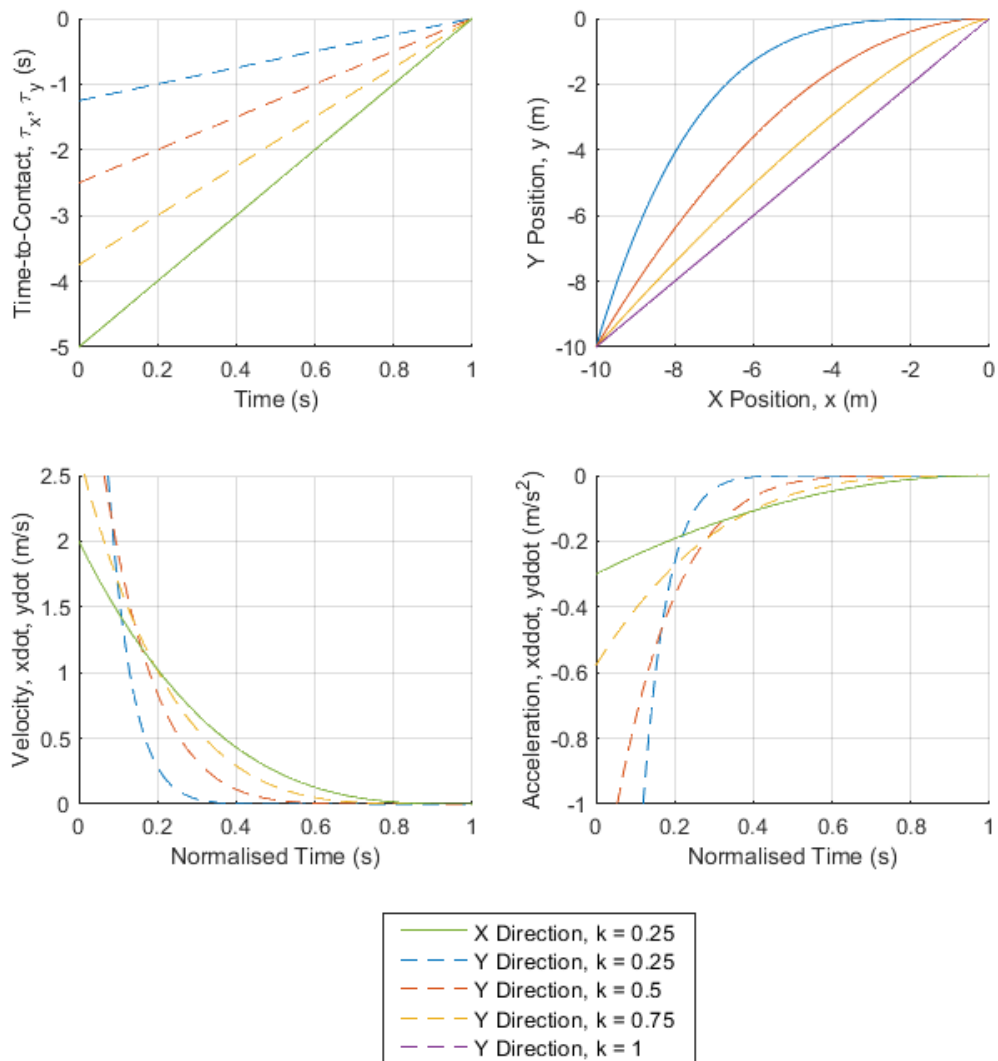 0
-1
-2
-3
-4
-5
Time-to-Contact, τx, τy (s)
0 0.2 0.4 0.6 0.8 1
Time (s)
0
-2
-4
-6
-8
-10
Y Position, y (m)
-10 -8 -6 -4 -2 0
X Position, x (m)
2.5
2
1.5
1
0.5
0
Velocity, xdot, ydot (m/s)
0 0.2 0.4 0.6 0.8 1
Normalised Time (s)
0
-0.2
-0.4
-0.6
-0.8
-1
Acceleration, xddot, yddot (m/s²)
0 0.2 0.4 0.6 0.8 1
Normalised Time (s)
X Direction, k = 0.25
Y Direction, k = 0.25
Y Direction, k = 0.5
Y Direction, k = 0.75
Y Direction, k = 1